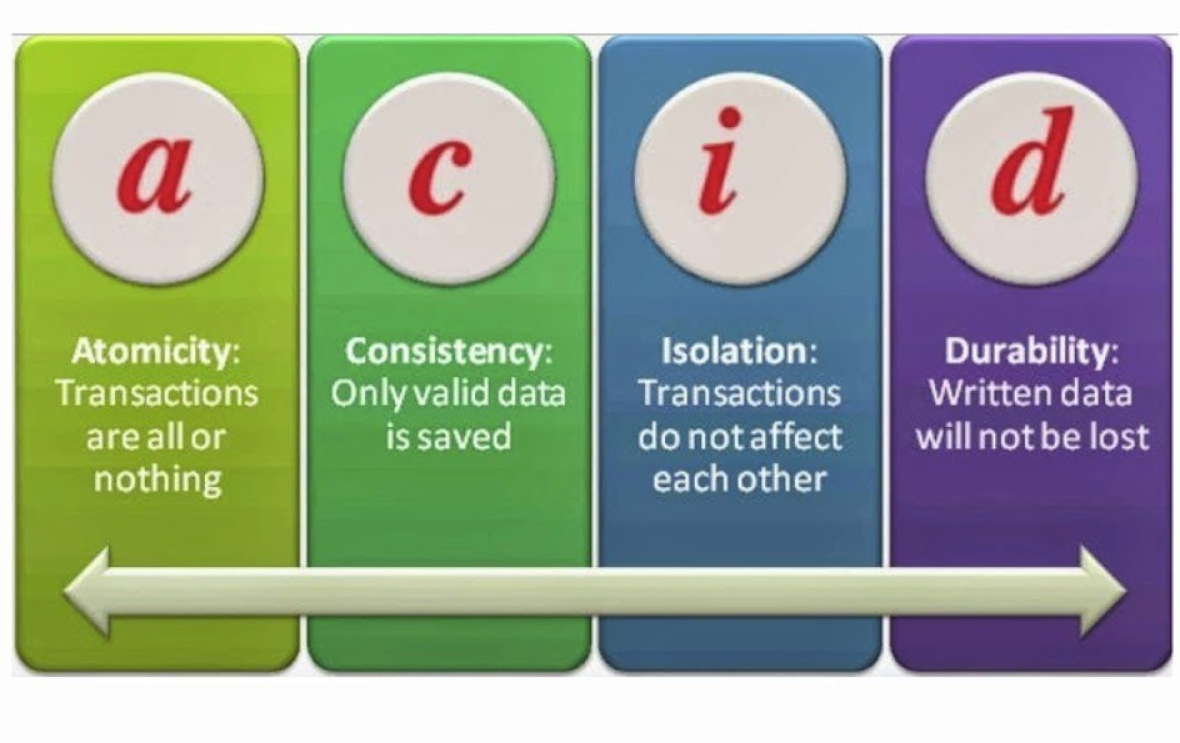 a
Atomicity:
Transactions
are all or
nothing
c
Consistency:
Only valid data
is saved
i
Isolation:
Transactions
do not affect
each other
d
Durability:
Written data
will not be lost